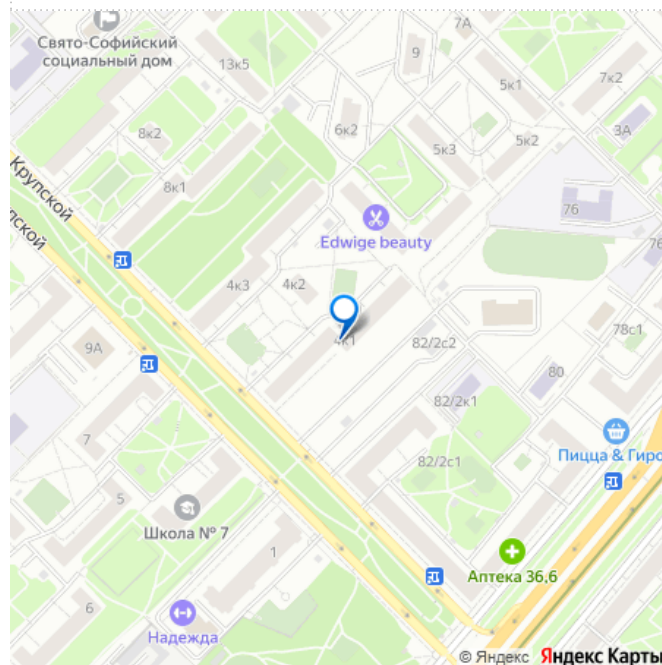 7А
Свято-Софийский
социальный дом
9
13к5
5к1
7к2
6к2
3А
8к2
5к3
5к2
8к1
Крупской
пской
76
Edwige beauty
76
4к3
4к2
78с1
9А
4к1
82/2с2
80
82/2к1
7
Пицца & Гиро
82/2с1
5
Школа № 7
1
Аптека 36,6
6
Надежда
© Яндекс Яндекс Карты